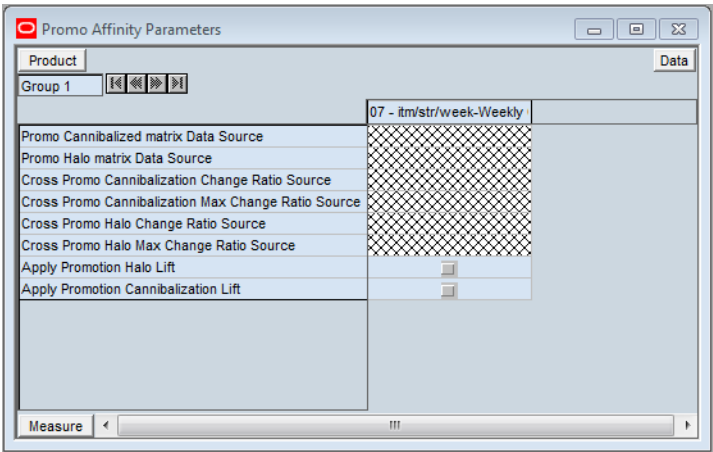 Promo Affinity Parameters
Product
Data
Group 1
07 - itm/str/week-Weekly
Promo Cannibalized matrix Data Source
Promo Halo matrix Data Source
Cross Promo Cannibalization Change Ratio Source
Cross Promo Cannibalization Max Change Ratio Source
Cross Promo Halo Change Ratio Source
Cross Promo Halo Max Change Ratio Source
Apply Promotion Halo Lift
Apply Promotion Cannibalization Lift
Measure